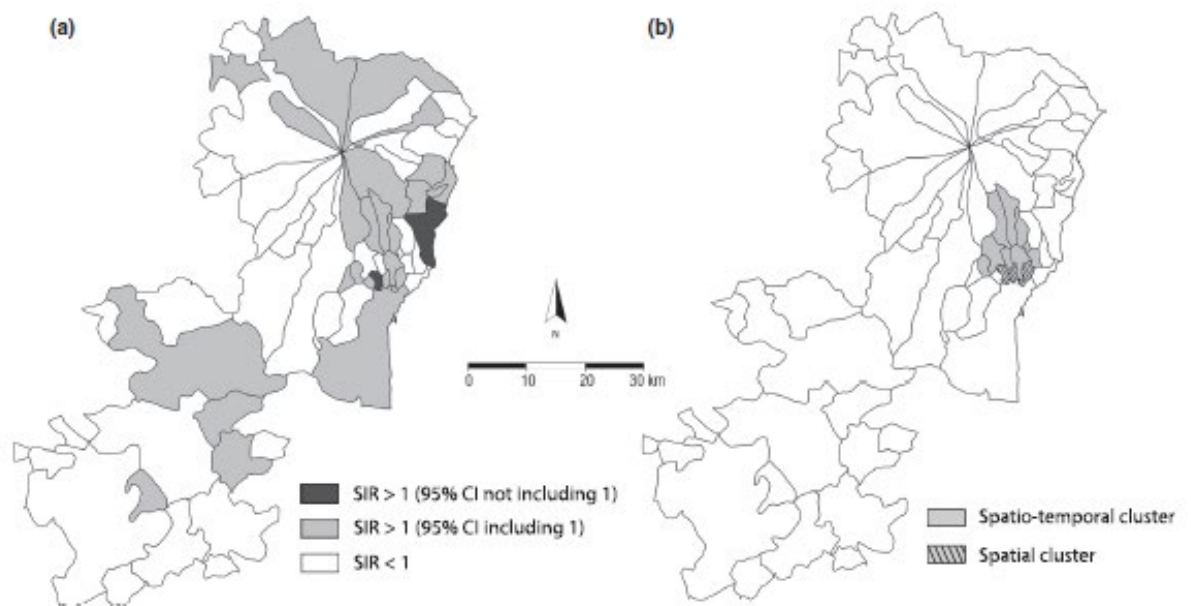 (a)
(b)
N
0 10 20 30 km
SIR > 1 (95% CI not including 1)
SIR > 1 (95% CI including 1)
SIR < 1
Spatio-temporal cluster
Spatial cluster